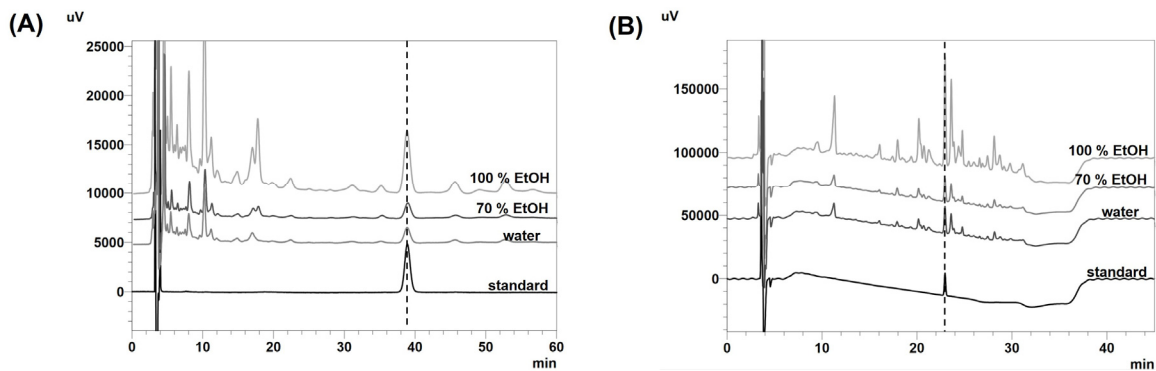 (A)
uV
25000
20000
15000
10000
5000
0
100 % EtOH
70 % EtOH
water
standard
0 10 20 30 40 50 60
min
(B)
uV
150000
100000
50000
0
100 % EtOH
70 % EtOH
water
standard
0 10 20 30 40
min